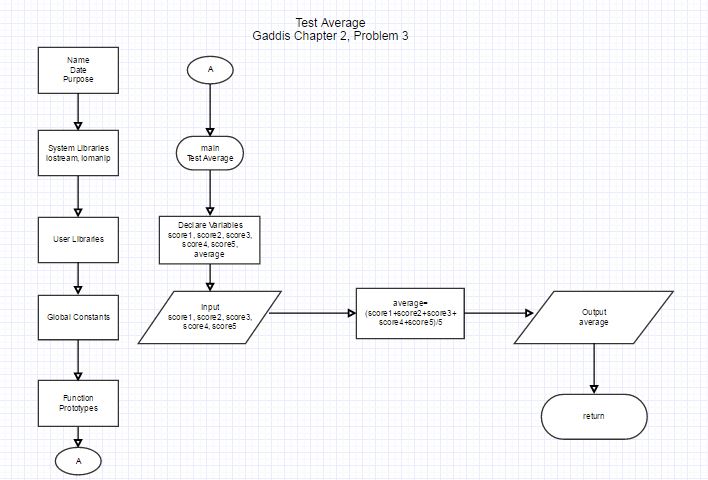 Test Average
Gaddis Chapter 2, Problem 3
Name
Date
Purpose
System Libraries
iostream, iomanip
User Libraries
Global Constants
Function
Prototypes
A
A
main
Test Average
Declare Variables
score1, score2, score3,
score4, score5,
average
Input
score1, score2, score3,
score4, score5
average=
(score1+score2+score3+
score4+score5)/5
Output
average
return